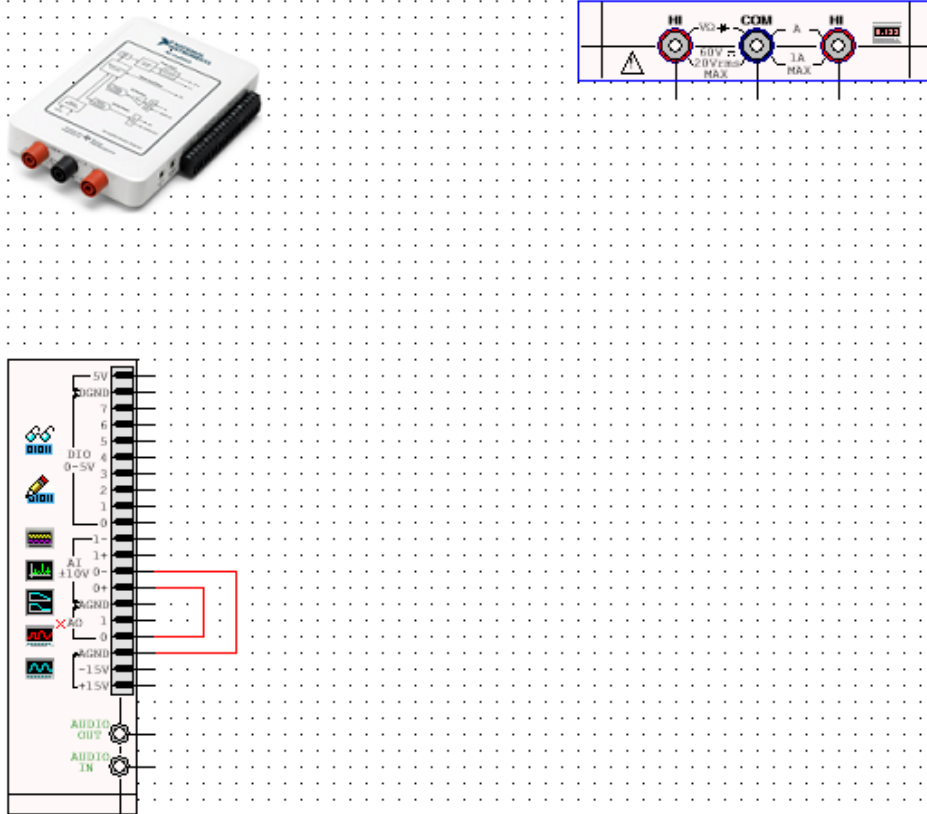 HI COM HI
VΩ A
60V 1A
20Vrms MAX
MAX
5V
DGND
7
6
5
DIO 4
0-5V 3
2
1
0
1-
AI 1+
±10V 0-
0+
AGND
AO 1
0
AGND
-15V
+15V
AUDIO
OUT
AUDIO
IN